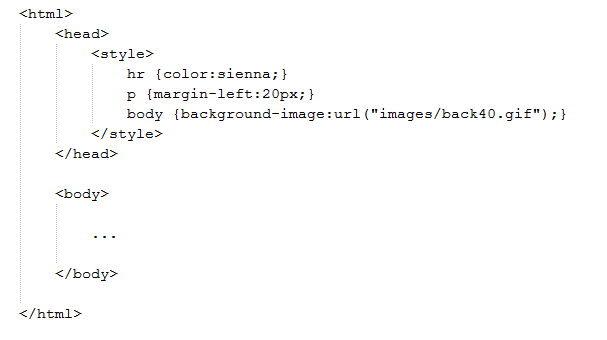 <html>
<head>
<style>
hr {color:sienna;}
p {margin-left:20px;}
body {background-image:url("images/back40.gif");}
</style>
</head>
<body>
...
</body>
</html>